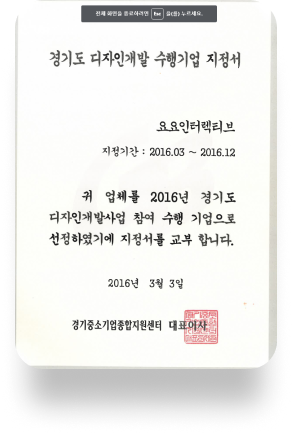 전체 화면을 종료하려면 Esc 을(를) 누르세요.
경기도 디자인개발 수행기업 지정서
요요인터렉티브
지정기간 : 2016.03 ~ 2016.12
귀 업체를 2016년 경기도
디자인개발사업 참여 수행 기업으로
선정하였기에 지정서를 교부 합니다.
2016년 3월 3일
경기중소기업종합지원센터 대표이사